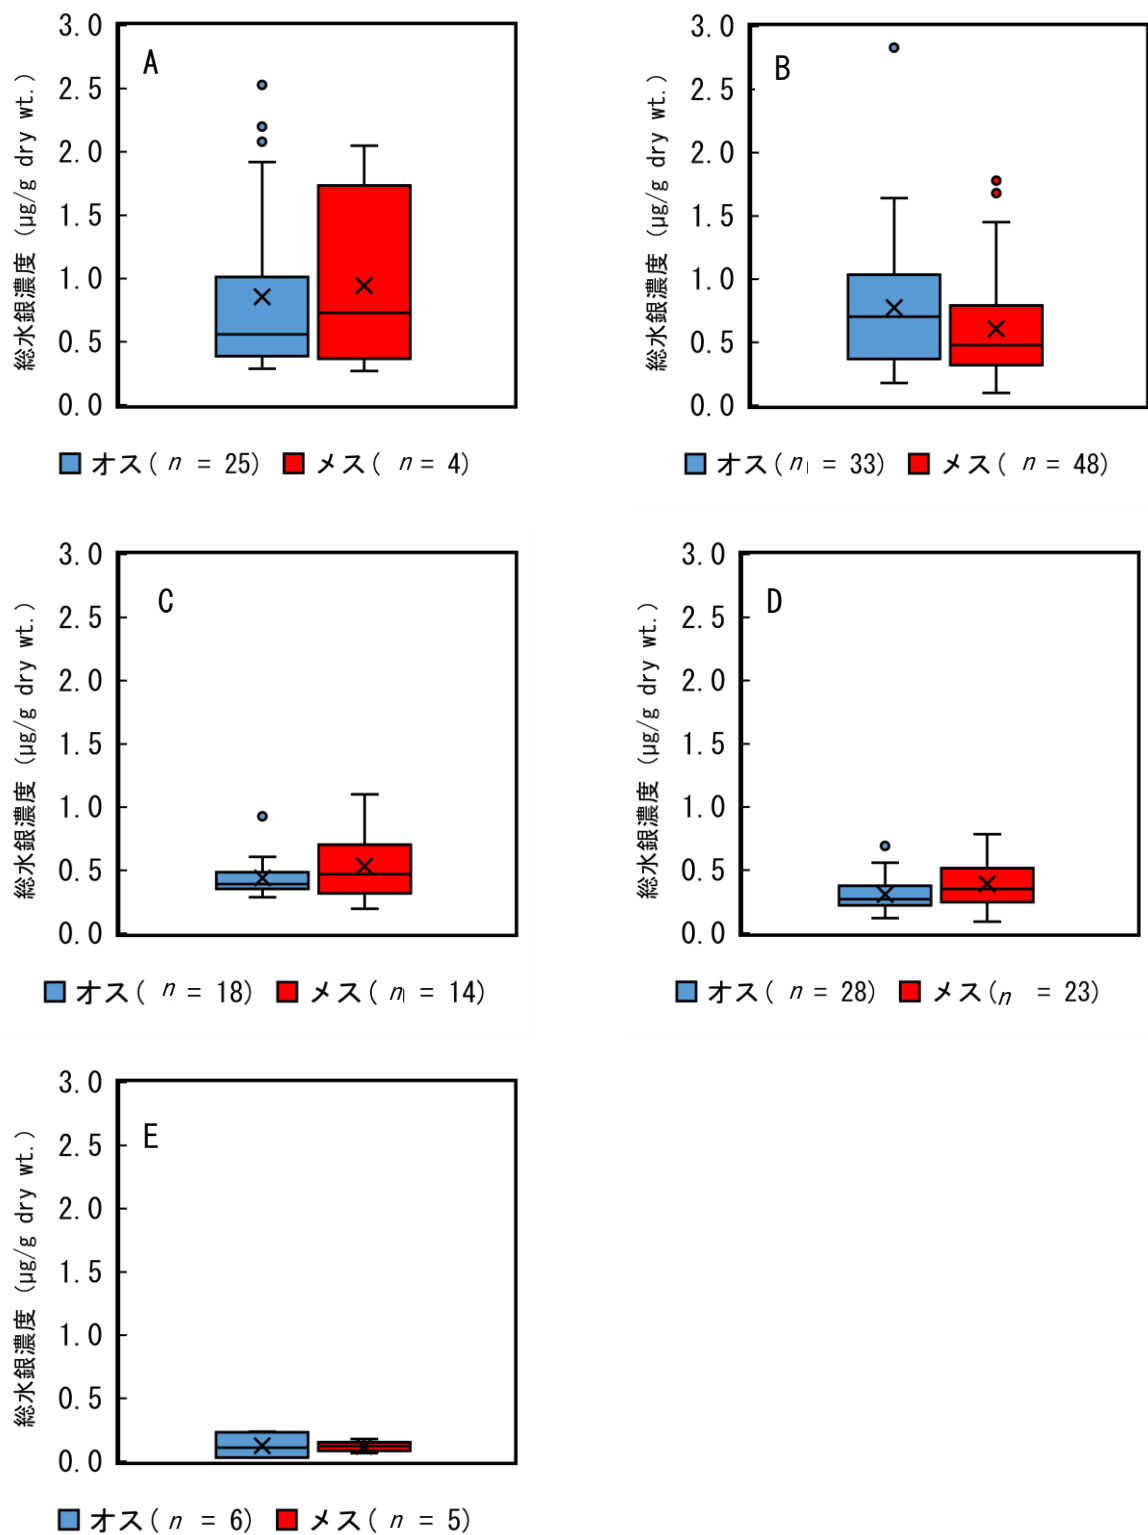 A
総水銀濃度 (μg/g dry wt.)
3.0
2.5
2.0
1.5
1.0
0.5
0.0
オス( n = 25) メス( n = 4)
B
総水銀濃度 (μg/g dry wt.)
3.0
2.5
2.0
1.5
1.0
0.5
0.0
オス(n = 33) メス( n = 48)
C
総水銀濃度 (μg/g dry wt.)
3.0
2.5
2.0
1.5
1.0
0.5
0.0
オス( n = 18) メス( n = 14)
D
総水銀濃度 (μg/g dry wt.)
3.0
2.5
2.0
1.5
1.0
0.5
0.0
オス( n = 28) メス(n = 23)
E
総水銀濃度 (μg/g dry wt.)
3.0
2.5
2.0
1.5
1.0
0.5
0.0
オス( n = 6) メス( n = 5)